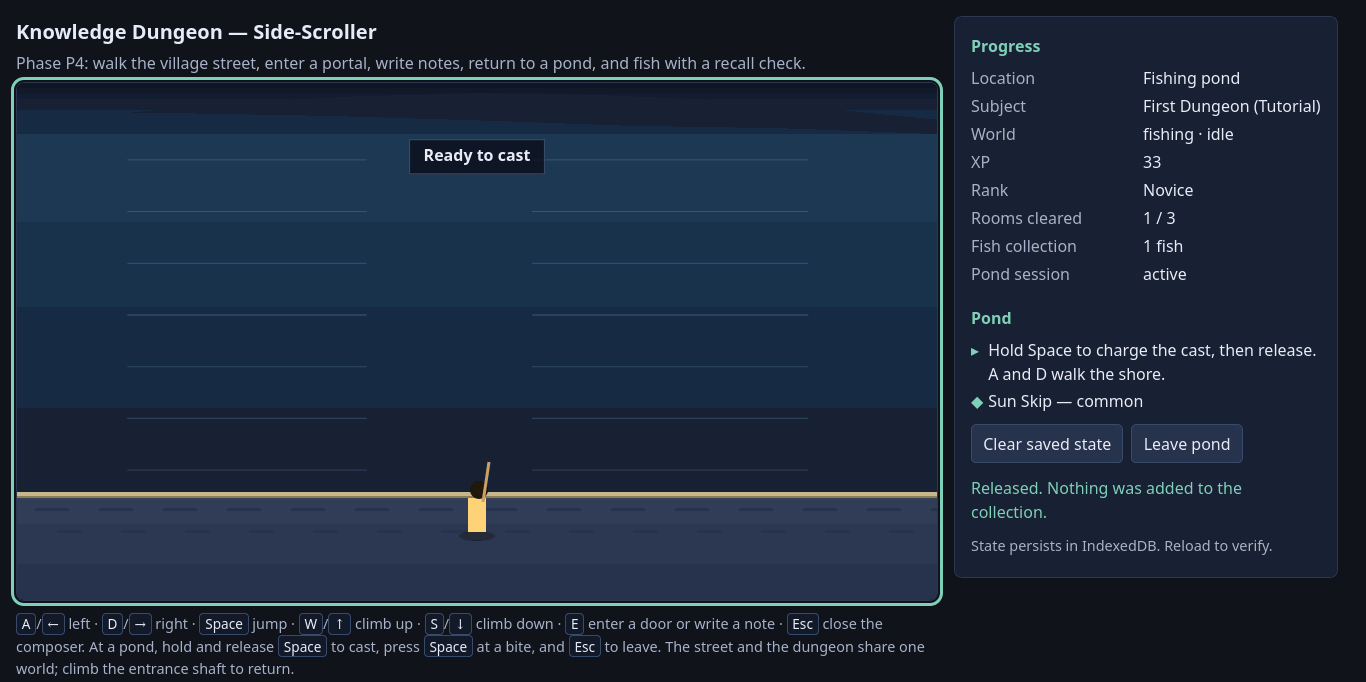 Knowledge Dungeon — Side-Scroller
Phase P4: walk the village street, enter a portal, write notes, return to a pond, and fish with a recall check.
Ready to cast
A/← left · D/→ right · Space jump · W/↑ climb up · S/↓ climb down · E enter a door or write a note · Esc close the
composer. At a pond, hold and release Space to cast, press Space at a bite, and Esc to leave. The street and the dungeon share one
world; climb the entrance shaft to return.
Progress
Location Fishing pond
Subject First Dungeon (Tutorial)
World fishing · idle
XP 33
Rank Novice
Rooms cleared 1 / 3
Fish collection 1 fish
Pond session active
Pond
▸ Hold Space to charge the cast, then release.
A and D walk the shore.
◆ Sun Skip — common
Clear saved state Leave pond
Released. Nothing was added to the
collection.
State persists in IndexedDB. Reload to verify.